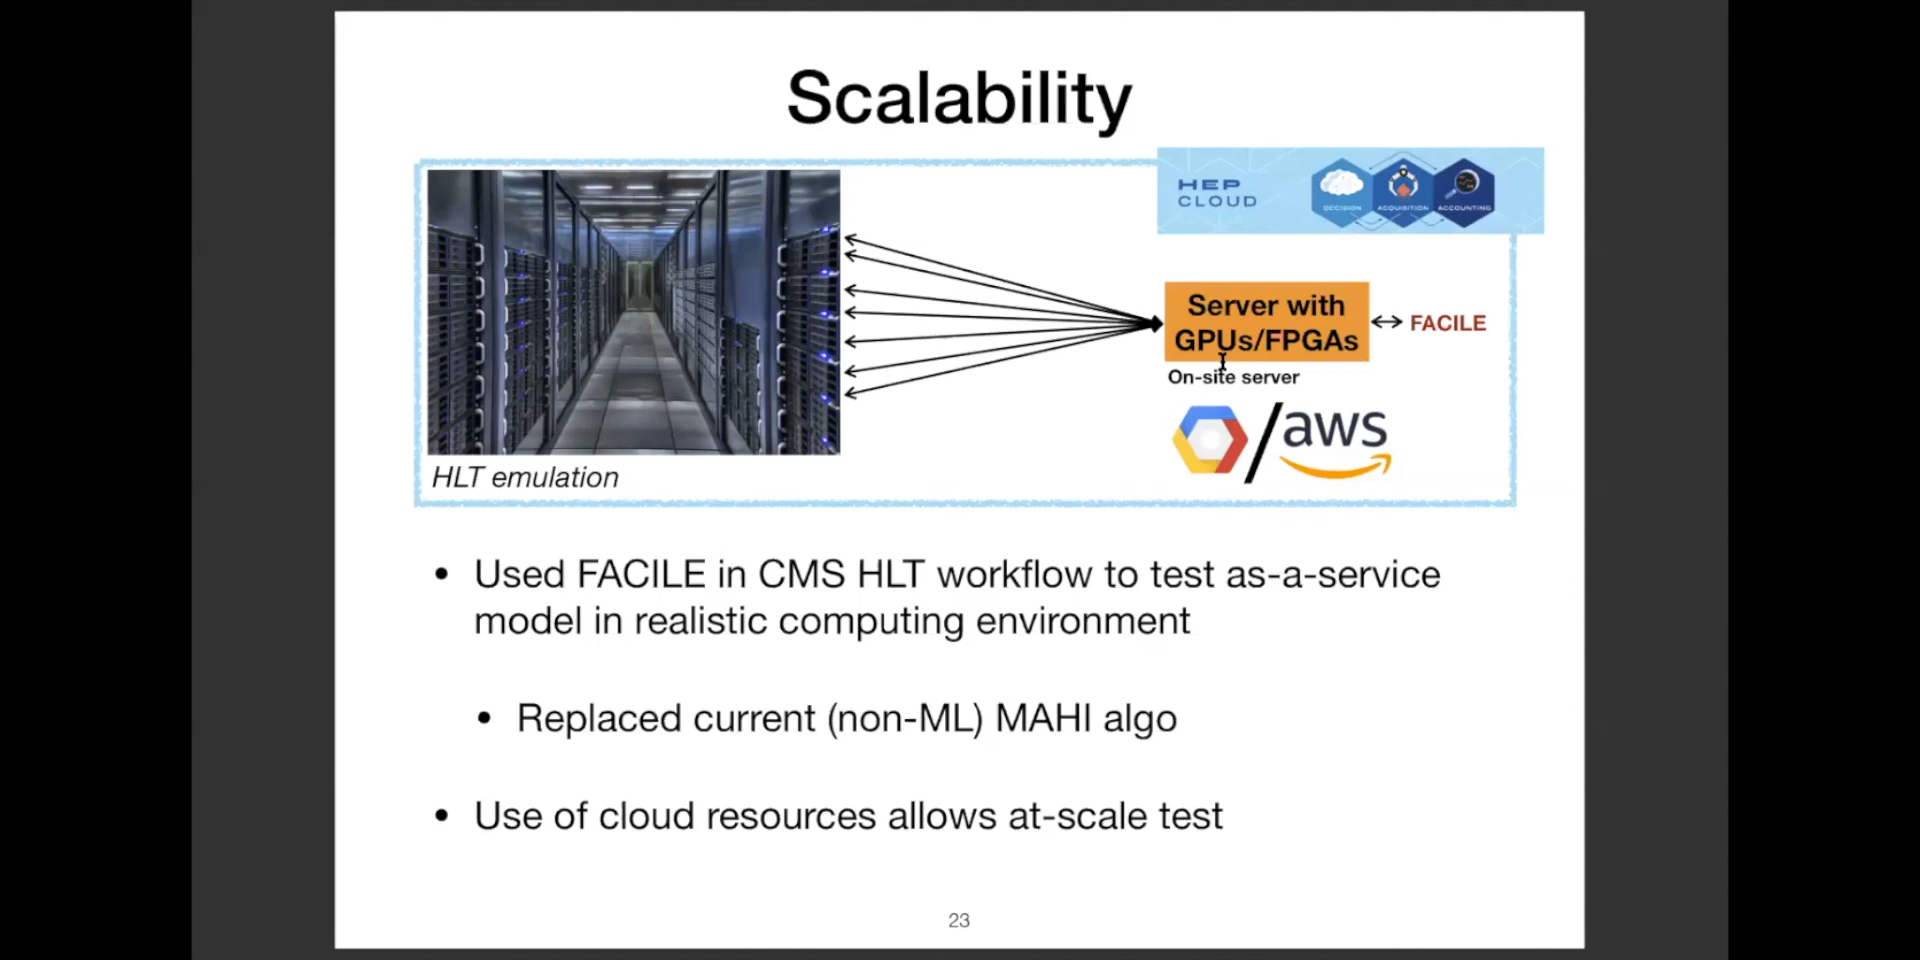 Scalability
HEP
CLOUD
DECISION
ACQUISITION
ACCOUNTING
Server with
GPUs/FPGAs
FACILE
On-site server
aws
HLT emulation
• Used FACILE in CMS HLT workflow to test as-a-service
model in realistic computing environment
• Replaced current (non-ML) MAHI algo
• Use of cloud resources allows at-scale test
23